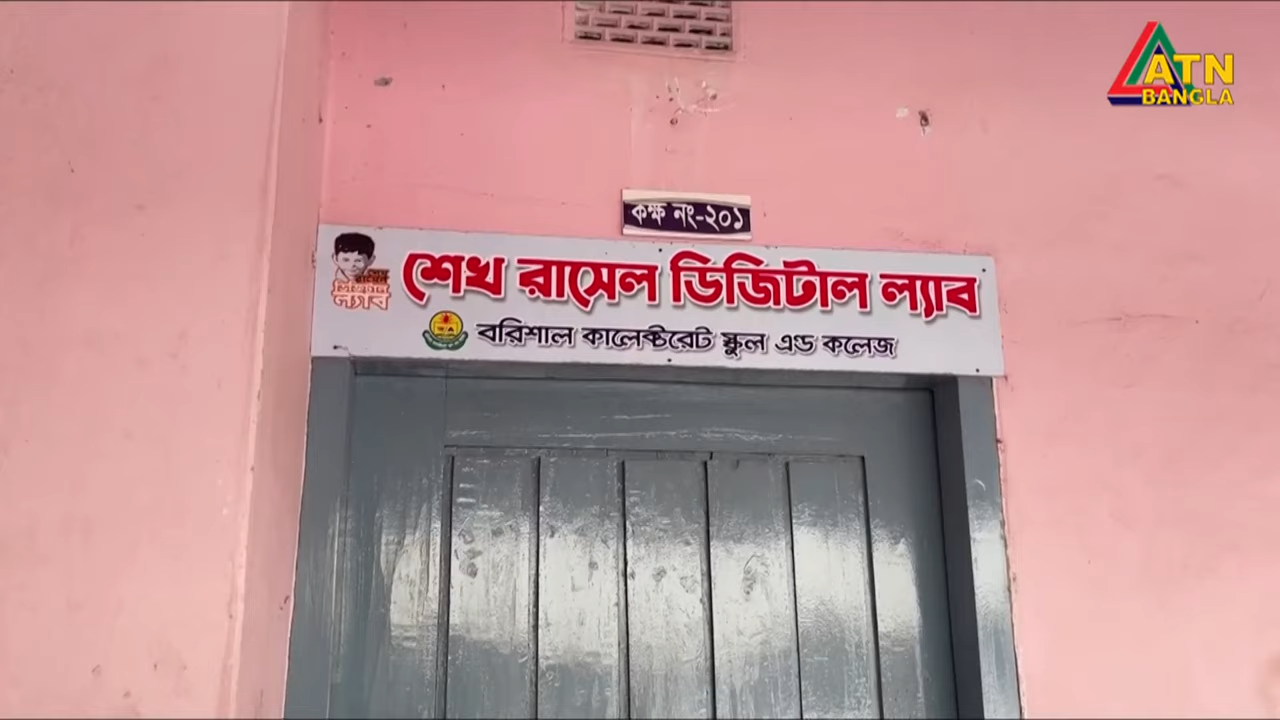 ATN
BANGLA
কক্ষ নং-২০১
শেখ রাসেল ডিজিটাল ল্যাব
শেখ
রাসেল
ডিজিটাল
ল্যাব
বরিশাল কালেক্টরেট স্কুল এন্ড কলেজ